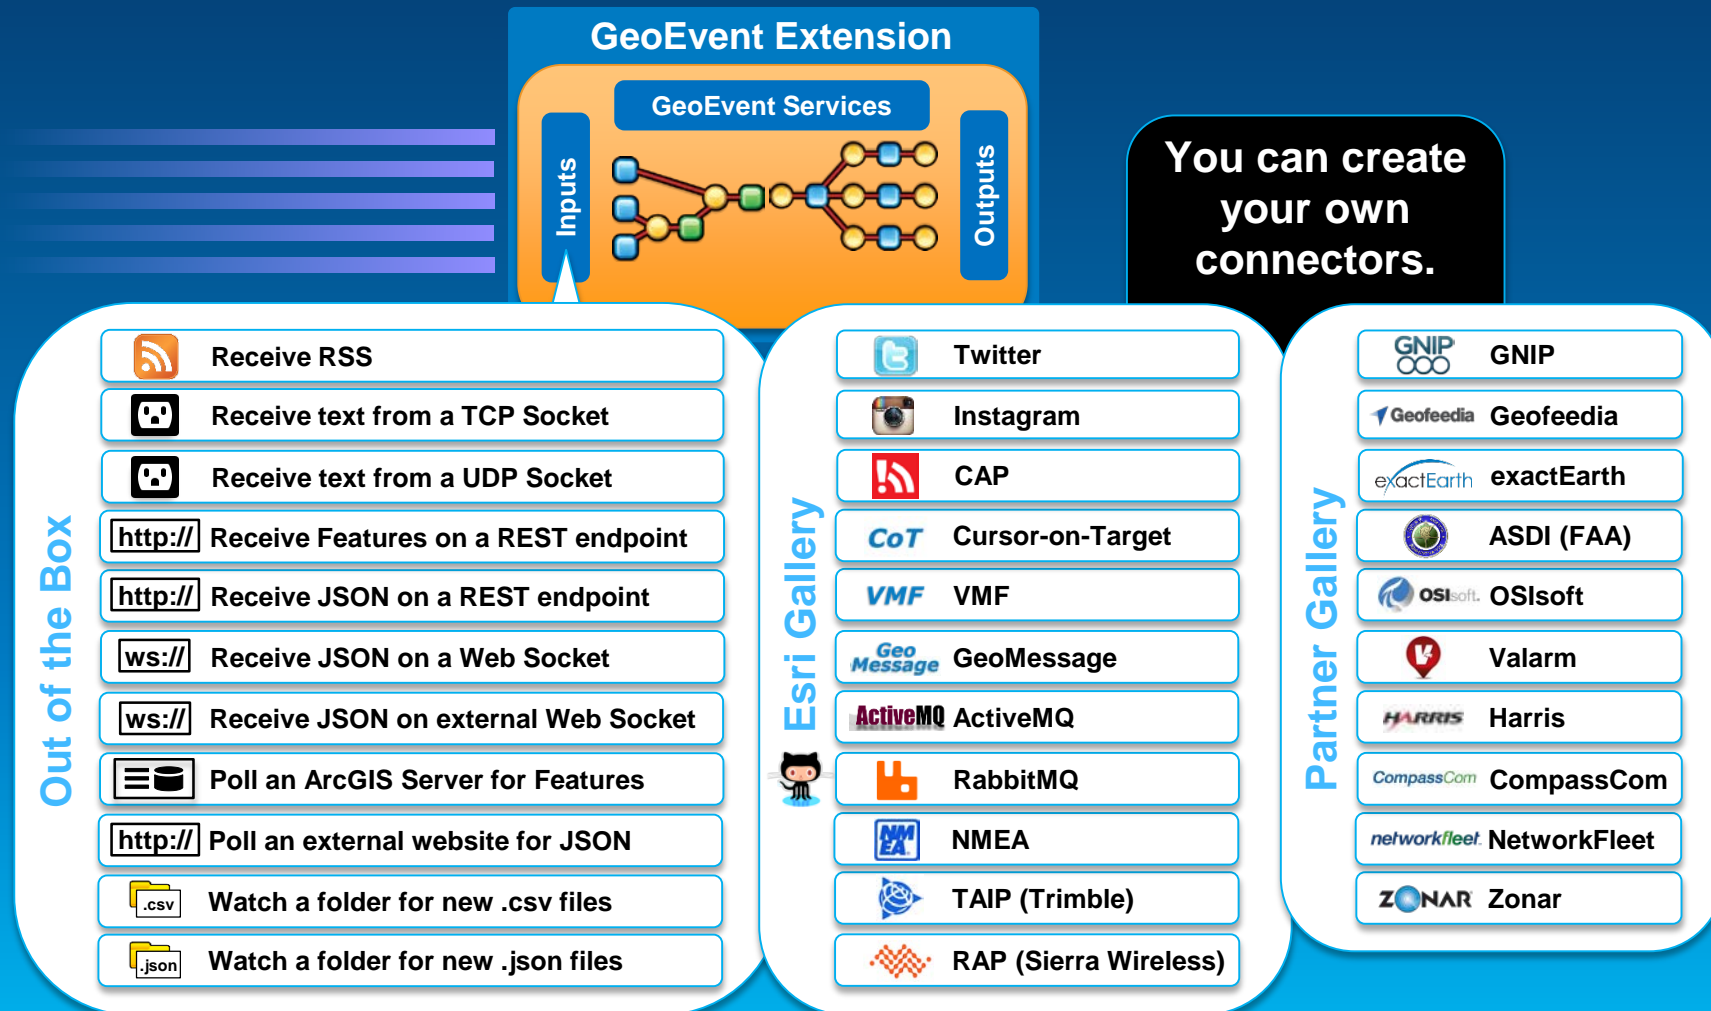 GeoEvent Extension
GeoEvent Services
Inputs
Outputs
You can create
your own
connectors.
Out of the Box
Receive RSS
Receive text from a TCP Socket
Receive text from a UDP Socket
http:// Receive Features on a REST endpoint
http:// Receive JSON on a REST endpoint
ws:// Receive JSON on a Web Socket
ws:// Receive JSON on external Web Socket
Poll an ArcGIS Server for Features
http:// Poll an external website for JSON
.csv Watch a folder for new .csv files
.json Watch a folder for new .json files
Esri Gallery
Twitter
Instagram
CAP
CoT Cursor-on-Target
VMF VMF
Geo
Message GeoMessage
ActiveMQ ActiveMQ
RabbitMQ
NMEA NMEA
TAIP (Trimble)
RAP (Sierra Wireless)
Partner Gallery
GNIP GNIP
Geofeedia Geofeedia
exactEarth exactEarth
ASDI (FAA)
OSIsoft. OSIsoft
Valarm
HARRIS Harris
CompassCom CompassCom
networkfleet. NetworkFleet
ZONAR Zonar